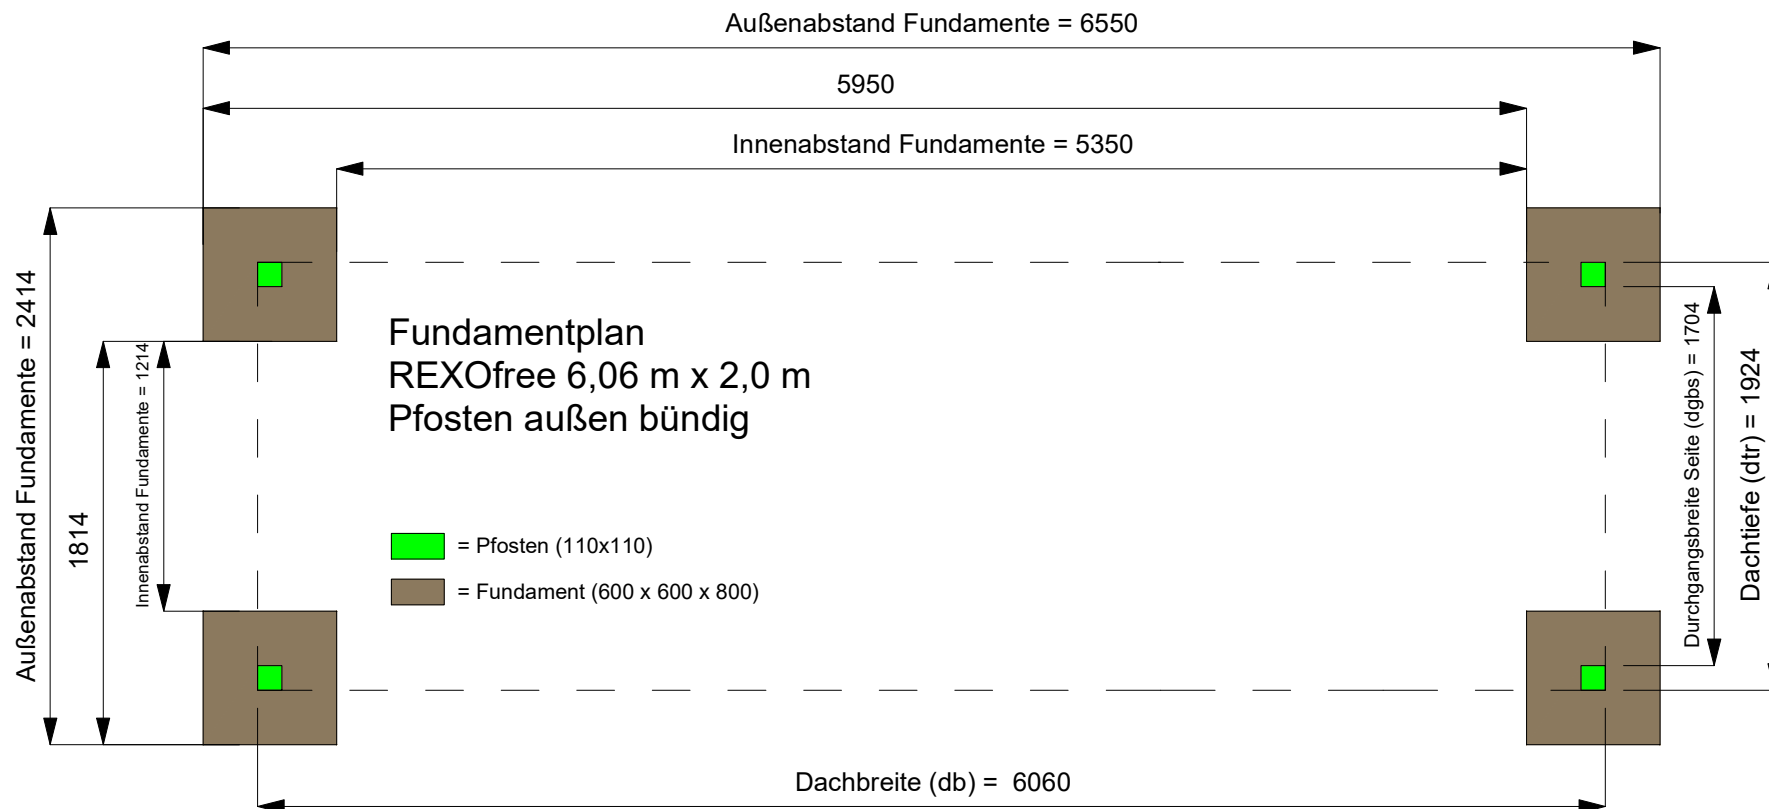 Außenabstand Fundamente = 6550
5950
Innenabstand Fundamente = 5350
Außenabstand Fundamente = 2414
1814
Innenabstand Fundamente = 1214
Fundamentplan
REXOfree 6,06 m x 2,0 m
Pfosten außen bündig
= Pfosten (110x110)
= Fundament (600 x 600 x 800)
Durchgangsbreite Seite (dgbs) = 1704
Dachtiefe (dtr) = 1924
Dachbreite (db) =  6060